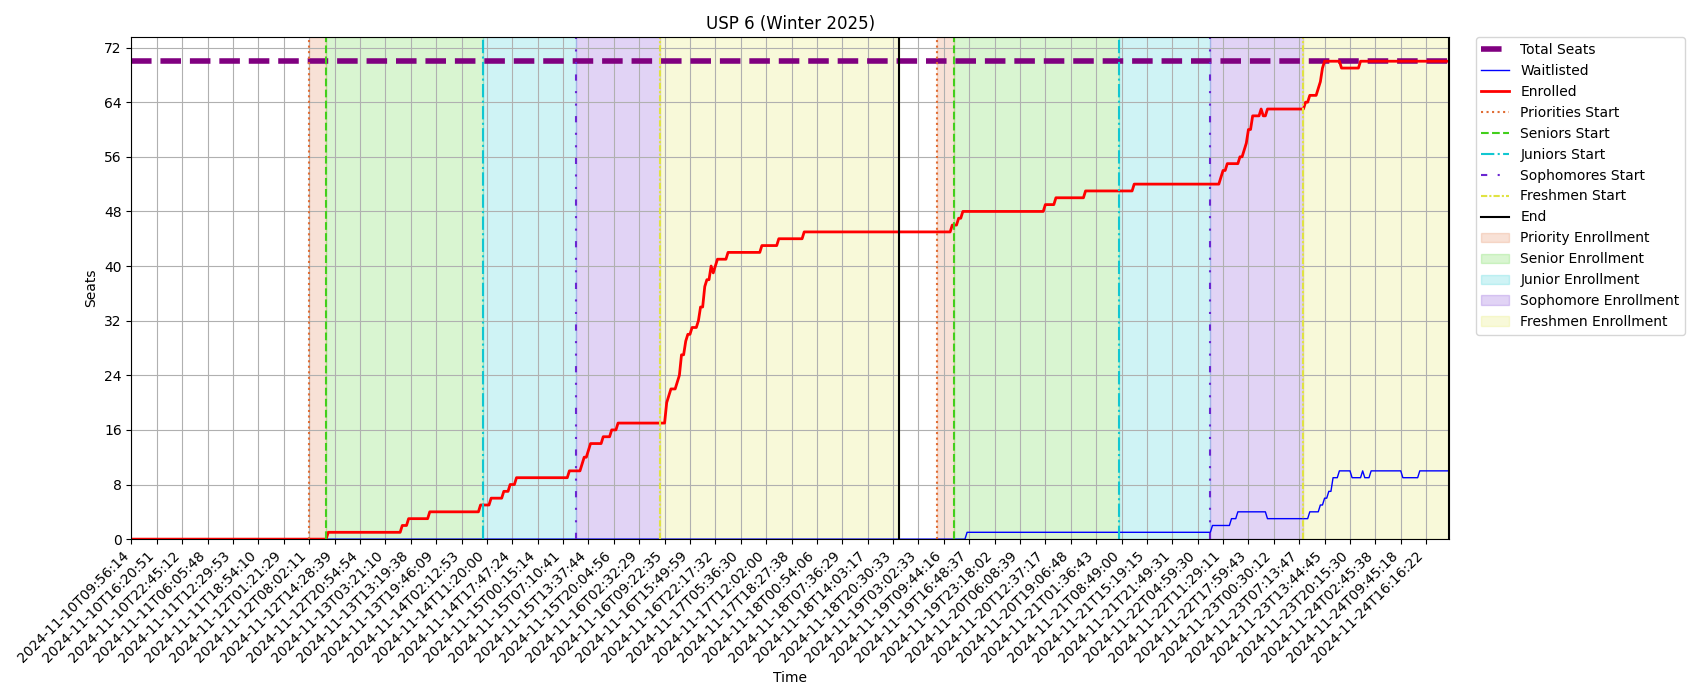 USP 6 (Winter 2025)
72
64
56
48
40
32
24
16
8
0
Seats
2024-11-10T09:56:14
2024-11-10T16:20:51
2024-11-10T22:45:12
2024-11-11T06:05:48
2024-11-11T12:29:53
2024-11-11T18:54:10
2024-11-12T01:21:29
2024-11-12T08:02:11
2024-11-12T14:28:39
2024-11-12T20:54:54
2024-11-13T03:21:10
2024-11-13T13:19:38
2024-11-13T19:46:09
2024-11-14T02:12:53
2024-11-14T11:20:00
2024-11-14T17:47:24
2024-11-15T00:15:14
2024-11-15T07:10:41
2024-11-15T13:37:44
2024-11-15T20:04:56
2024-11-16T02:32:29
2024-11-16T09:22:35
2024-11-16T15:49:59
2024-11-16T22:17:32
2024-11-17T05:36:30
2024-11-17T12:02:02
2024-11-17T18:27:38
2024-11-18T00:54:06
2024-11-18T07:36:29
2024-11-18T14:03:17
2024-11-18T20:30:33
2024-11-19T03:02:33
2024-11-19T09:44:16
2024-11-19T16:48:37
2024-11-19T23:18:02
2024-11-20T06:08:39
2024-11-20T12:37:17
2024-11-20T19:06:48
2024-11-21T01:36:43
2024-11-21T08:49:00
2024-11-21T15:19:15
2024-11-21T21:49:31
2024-11-22T04:59:30
2024-11-22T11:29:11
2024-11-22T17:59:43
2024-11-23T00:30:12
2024-11-23T07:13:47
2024-11-23T13:44:45
2024-11-23T20:15:30
2024-11-24T02:45:38
2024-11-24T09:45:18
2024-11-24T16:16:22
Time
Total Seats
Waitlisted
Enrolled
Priorities Start
Seniors Start
Juniors Start
Sophomores Start
Freshmen Start
End
Priority Enrollment
Senior Enrollment
Junior Enrollment
Sophomore Enrollment
Freshmen Enrollment